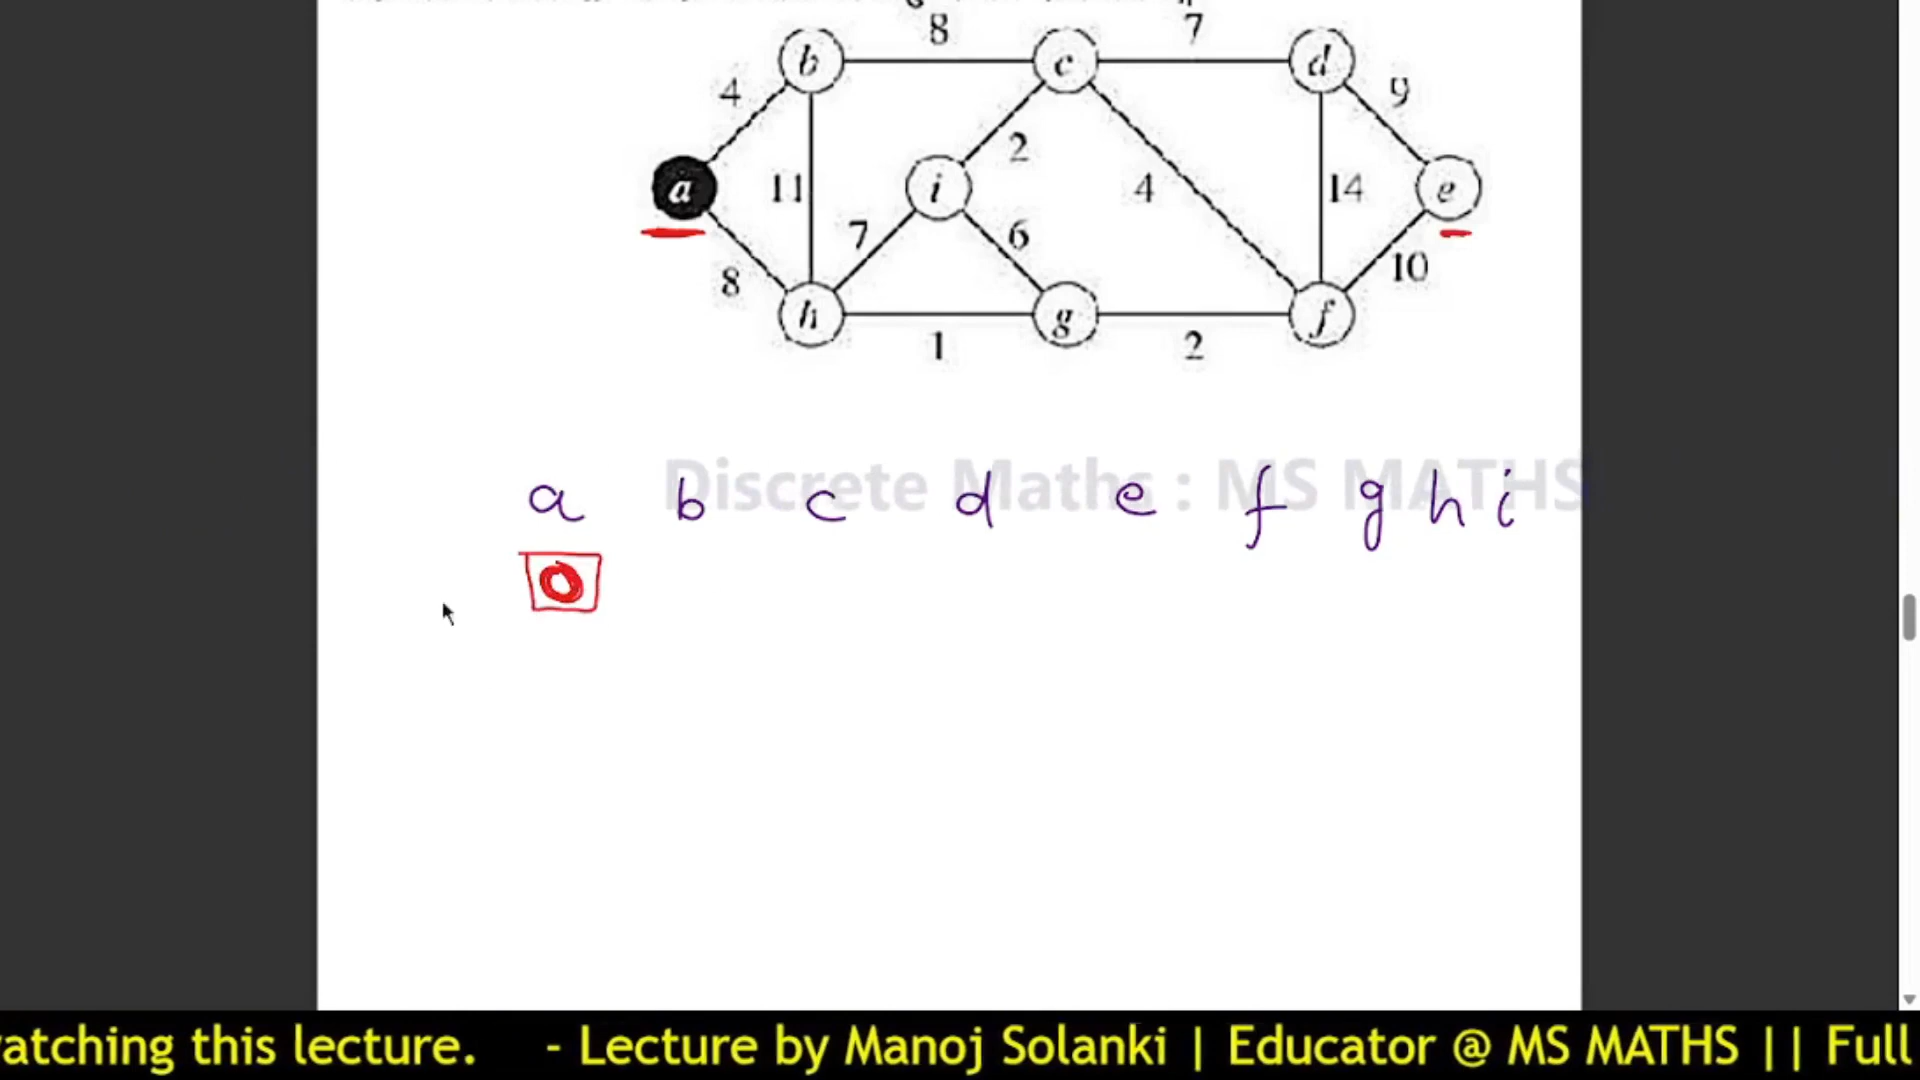 8 7
b c d
4 9
2
a 11 i 4 14 e
7 6
8 10
h g f
1 2
Discrete Maths : MS MATHS
a b c d e f g h i
0
atching this lecture. - Lecture by Manoj Solanki | Educator @ MS MATHS || Full